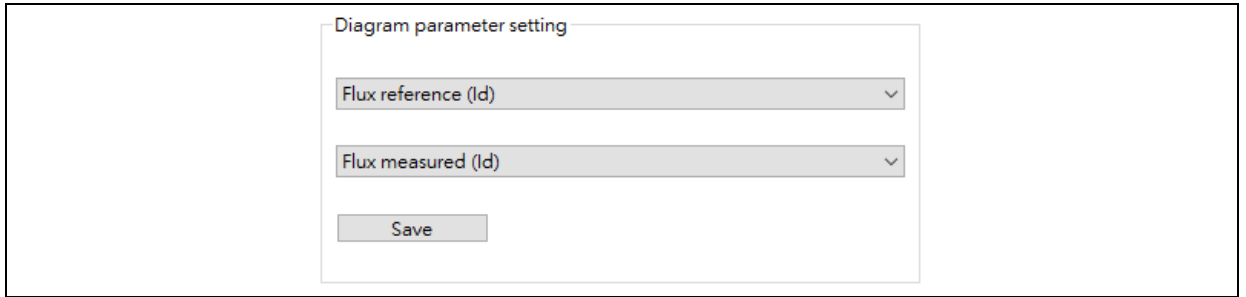 Diagram parameter setting
Flux reference (Id)
Flux measured (Id)
Save